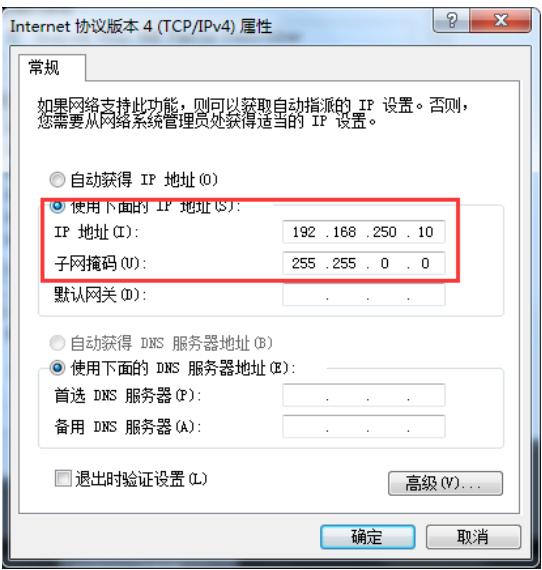 Internet 协议版本 4 (TCP/IPv4) 属性
常规
如果网络支持此功能，则可以获取自动指派的 IP 设置。否则，
您需要从网络系统管理员处获得适当的 IP 设置。
自动获得 IP 地址(O)
使用下面的 IP 地址(S):
IP 地址(I): 192 .168 .250 . 10
子网掩码(U): 255 .255 . 0 . 0
默认网关(D): . . .
自动获得 DNS 服务器地址(B)
使用下面的 DNS 服务器地址(E):
首选 DNS 服务器(P): . . .
备用 DNS 服务器(A): . . .
退出时验证设置(L)
高级(V)...
确定 取消